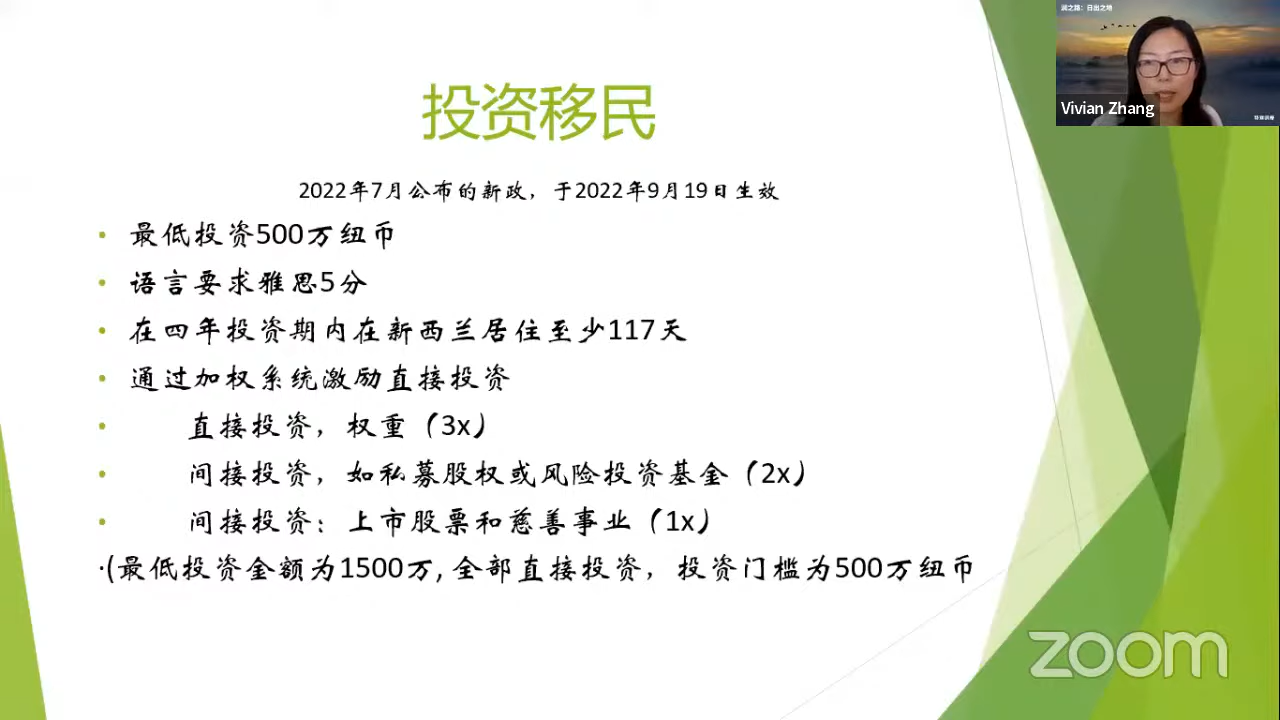 润之路：日出之地
Vivian Zhang
投资移民
2022年7月公布的新政，于2022年9月19日生效
• 最低投资500万纽币
• 语言要求雅思5分
• 在四年投资期内在新西兰居住至少117天
• 通过加权系统激励直接投资
• 直接投资，权重（3x）
• 间接投资，如私募股权或风险投资基金（2x）
• 间接投资：上市股票和慈善事业（1x）
·(最低投资金额为1500万, 全部直接投资，投资门槛为500万纽币
zoom